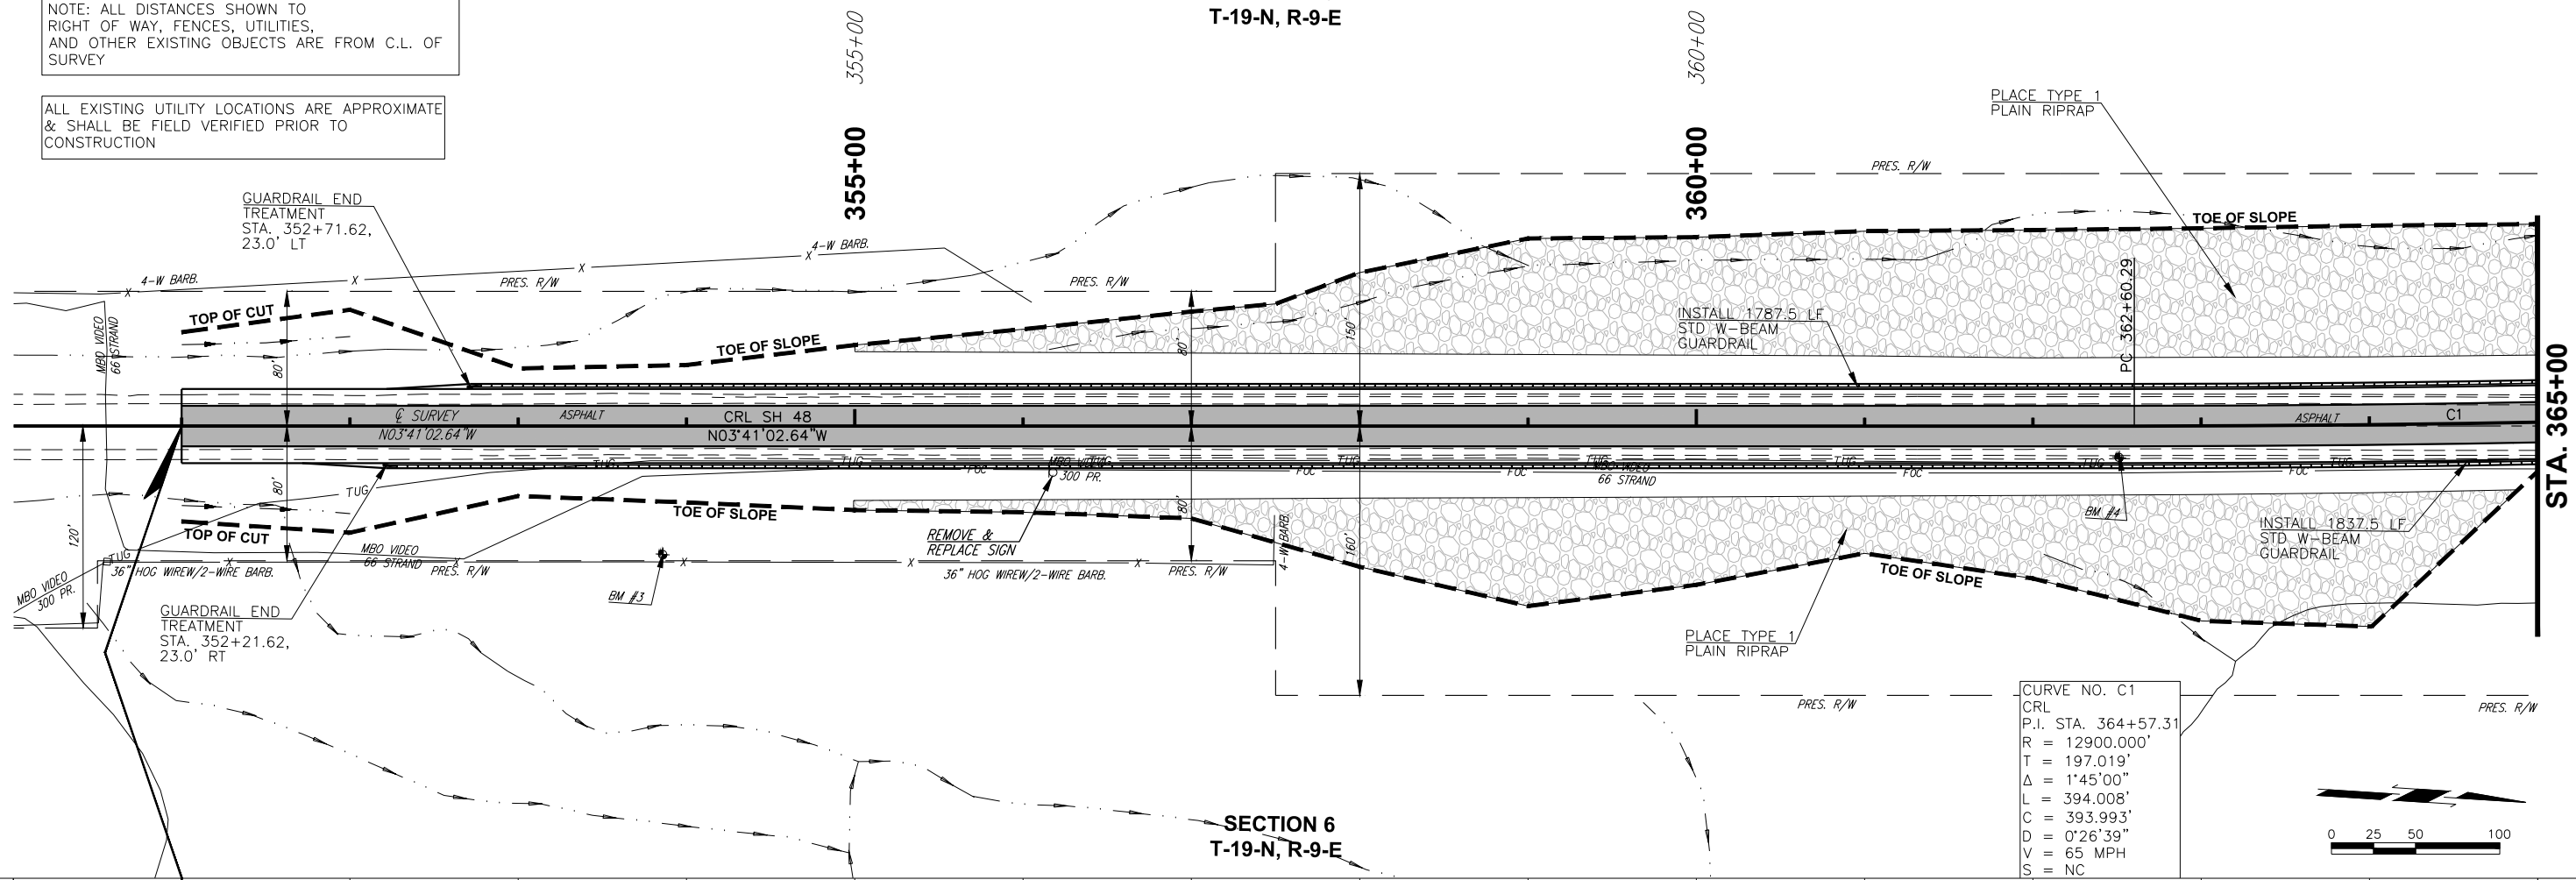 NOTE: ALL DISTANCES SHOWN TO
RIGHT OF WAY, FENCES, UTILITIES,
AND OTHER EXISTING OBJECTS ARE FROM C.L. OF
SURVEY
ALL EXISTING UTILITY LOCATIONS ARE APPROXIMATE
& SHALL BE FIELD VERIFIED PRIOR TO
CONSTRUCTION
T-19-N, R-9-E
355+00
360+00
355+00
360+00
PLACE TYPE 1
PLAIN RIPRAP
PRES. R/W
GUARDRAIL END
TREATMENT
STA. 352+71.62,
23.0' LT
4-W BARB.
X
X
X
X
4-W BARB.
PRES. R/W
PRES. R/W
TOE OF SLOPE
TOP OF CUT
TOE OF SLOPE
MBO VIDEO
66 STRAND
80'
80'
150'
INSTALL 1787.5 LF
STD W-BEAM
GUARDRAIL
PC 362+60.29
STA. 365+00
℄ SURVEY
ASPHALT
CRL SH 48
ASPHALT
C1
N03°41'02.64"W
N03°41'02.64"W
TUG
TUG
MBO VIDEO
300 PR.
TUG
TUG
TUG
TUG
TUG
TUG
FOC
FOC
FOC
MBO VIDEO
66 STRAND
FOC
FOC
TUG
120'
80'
80'
160'
TOP OF CUT
TOE OF SLOPE
REMOVE &
REPLACE SIGN
4-W BARB.
BM #4
INSTALL 1837.5 LF
STD W-BEAM
GUARDRAIL
TUG
MBO VIDEO
66 STRAND
X
X
X
X
X
36" HOG WIREW/2-WIRE BARB.
PRES. R/W
36" HOG WIREW/2-WIRE BARB.
PRES. R/W
TOE OF SLOPE
MBO VIDEO
300 PR.
BM #3
GUARDRAIL END
TREATMENT
STA. 352+21.62,
23.0' RT
PLACE TYPE 1
PLAIN RIPRAP
PRES. R/W
PRES. R/W
CURVE NO. C1
CRL
P.I. STA. 364+57.31
R = 12900.000'
T = 197.019'
Δ = 1°45'00"
L = 394.008'
C = 393.993'
D = 0°26'39"
V = 65 MPH
S = NC
SECTION 6
T-19-N, R-9-E
0 25 50 100